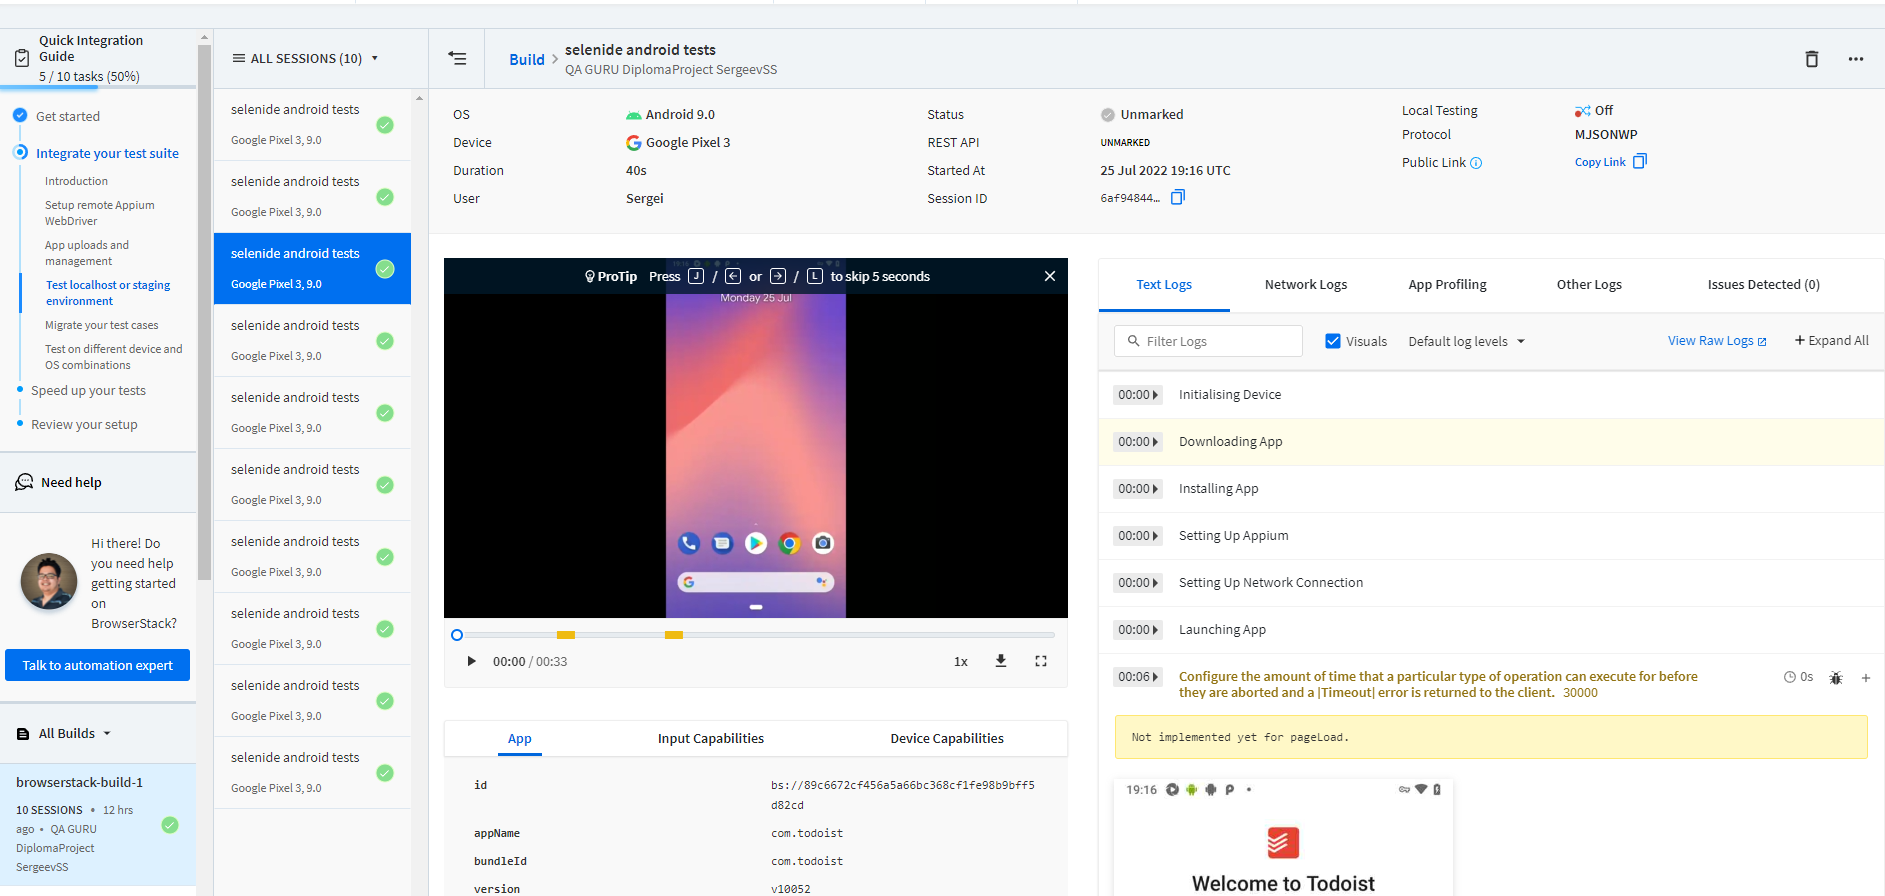 Quick Integration
Guide
5 / 10 tasks (50%)
Get started
Integrate your test suite
Introduction
Setup remote Appium
WebDriver
App uploads and
management
Test localhost or staging
environment
Migrate your test cases
Test on different device and
OS combinations
Speed up your tests
Review your setup
Need help
Hi there! Do
you need help
getting started
on
BrowserStack?
Talk to automation expert
All Builds
browserstack-build-1
10 SESSIONS • 12 hrs
ago • QA GURU
DiplomaProject
SergeevSS
ALL SESSIONS (10)
selenide android tests
Google Pixel 3, 9.0
selenide android tests
Google Pixel 3, 9.0
selenide android tests
Google Pixel 3, 9.0
selenide android tests
Google Pixel 3, 9.0
selenide android tests
Google Pixel 3, 9.0
selenide android tests
Google Pixel 3, 9.0
selenide android tests
Google Pixel 3, 9.0
selenide android tests
Google Pixel 3, 9.0
selenide android tests
Google Pixel 3, 9.0
selenide android tests
Google Pixel 3, 9.0
Build > selenide android tests
QA GURU DiplomaProject SergeevSS
OS Android 9.0
Device Google Pixel 3
Duration 40s
User Sergei
Status Unmarked
REST API UNMARKED
Started At 25 Jul 2022 19:16 UTC
Session ID 6af94844...
Local Testing Off
Protocol MJSONWP
Public Link Copy Link
ProTip Press J / ← or → / L to skip 5 seconds
Monday 25 Jul
00:00 / 00:33 1x
App Input Capabilities Device Capabilities
id bs://89c6672cf456a5a66bc368cf1fe98b9bff5
d82cd
appName com.todoist
bundleId com.todoist
version v10052
Text Logs Network Logs App Profiling Other Logs Issues Detected (0)
Filter Logs Visuals Default log levels View Raw Logs + Expand All
00:00 Initialising Device
00:00 Downloading App
00:00 Installing App
00:00 Setting Up Appium
00:00 Setting Up Network Connection
00:00 Launching App
00:06 Configure the amount of time that a particular type of operation can execute for before 0s +
they are aborted and a |Timeout| error is returned to the client. 30000
Not implemented yet for pageLoad.
19:16
Welcome to Todoist